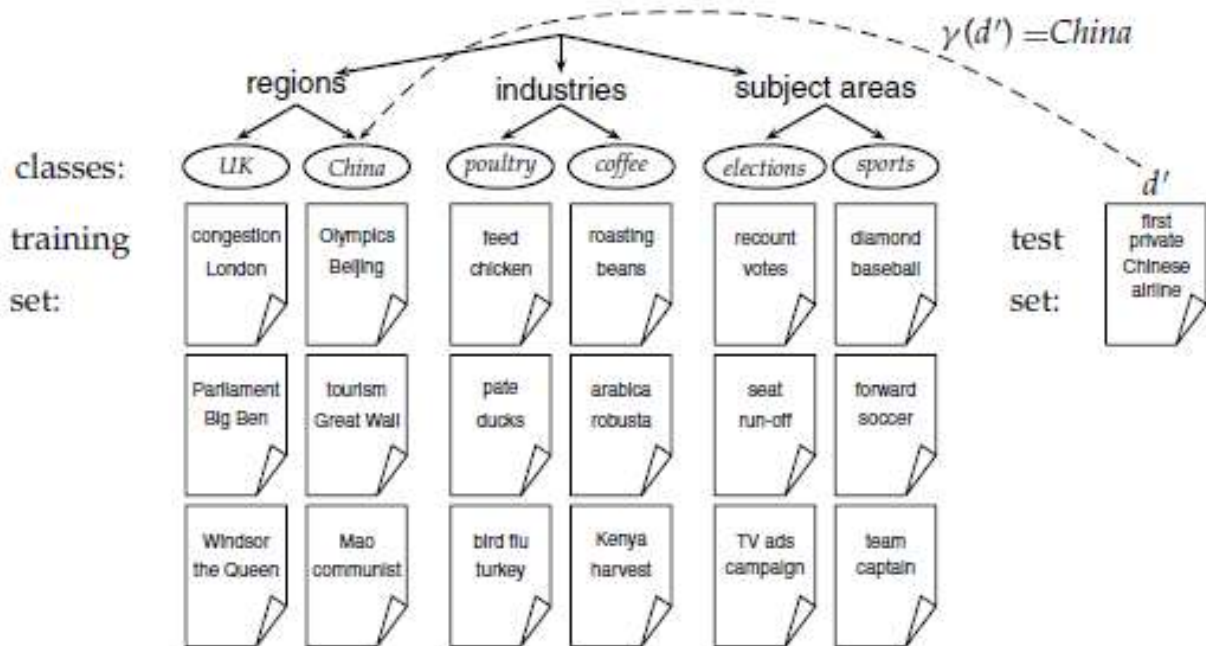 γ(d′) =China
regions
industries
subject areas
classes:
UK
China
poultry
coffee
elections
sports
d′
training
set:
congestion
London
Olympics
Beijing
feed
chicken
roasting
beans
recount
votes
diamond
baseball
test
set:
first
private
Chinese
airline
Parliament
Big Ben
tourism
Great Wall
pate
ducks
arabica
robusta
seat
run-off
forward
soccer
Windsor
the Queen
Mao
communist
bird flu
turkey
Kenya
harvest
TV ads
campaign
team
captain